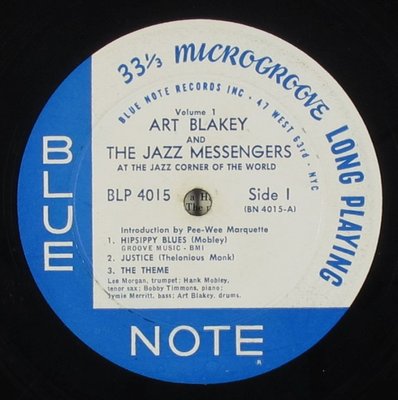 33⅓ MICROGROOVE LONG PLAYING
BLUE NOTE RECORDS INC • 47 WEST 63rd • NYC
Volume 1
ART BLAKEY
AND
THE JAZZ MESSENGERS
AT THE JAZZ CORNER OF THE WORLD
BLP 4015 Side 1
(BN 4015-A)
Introduction by Pee-Wee Marquette
1. HIPSIPPY BLUES (Mobley)
GROOVE MUSIC - BMI
2. JUSTICE (Thelonious Monk)
3. THE THEME
Lee Morgan, trumpet; Hank Mobley,
tenor sax; Bobby Timmons, piano;
Jymie Merritt, bass; Art Blakey, drums.
BLUE
NOTE